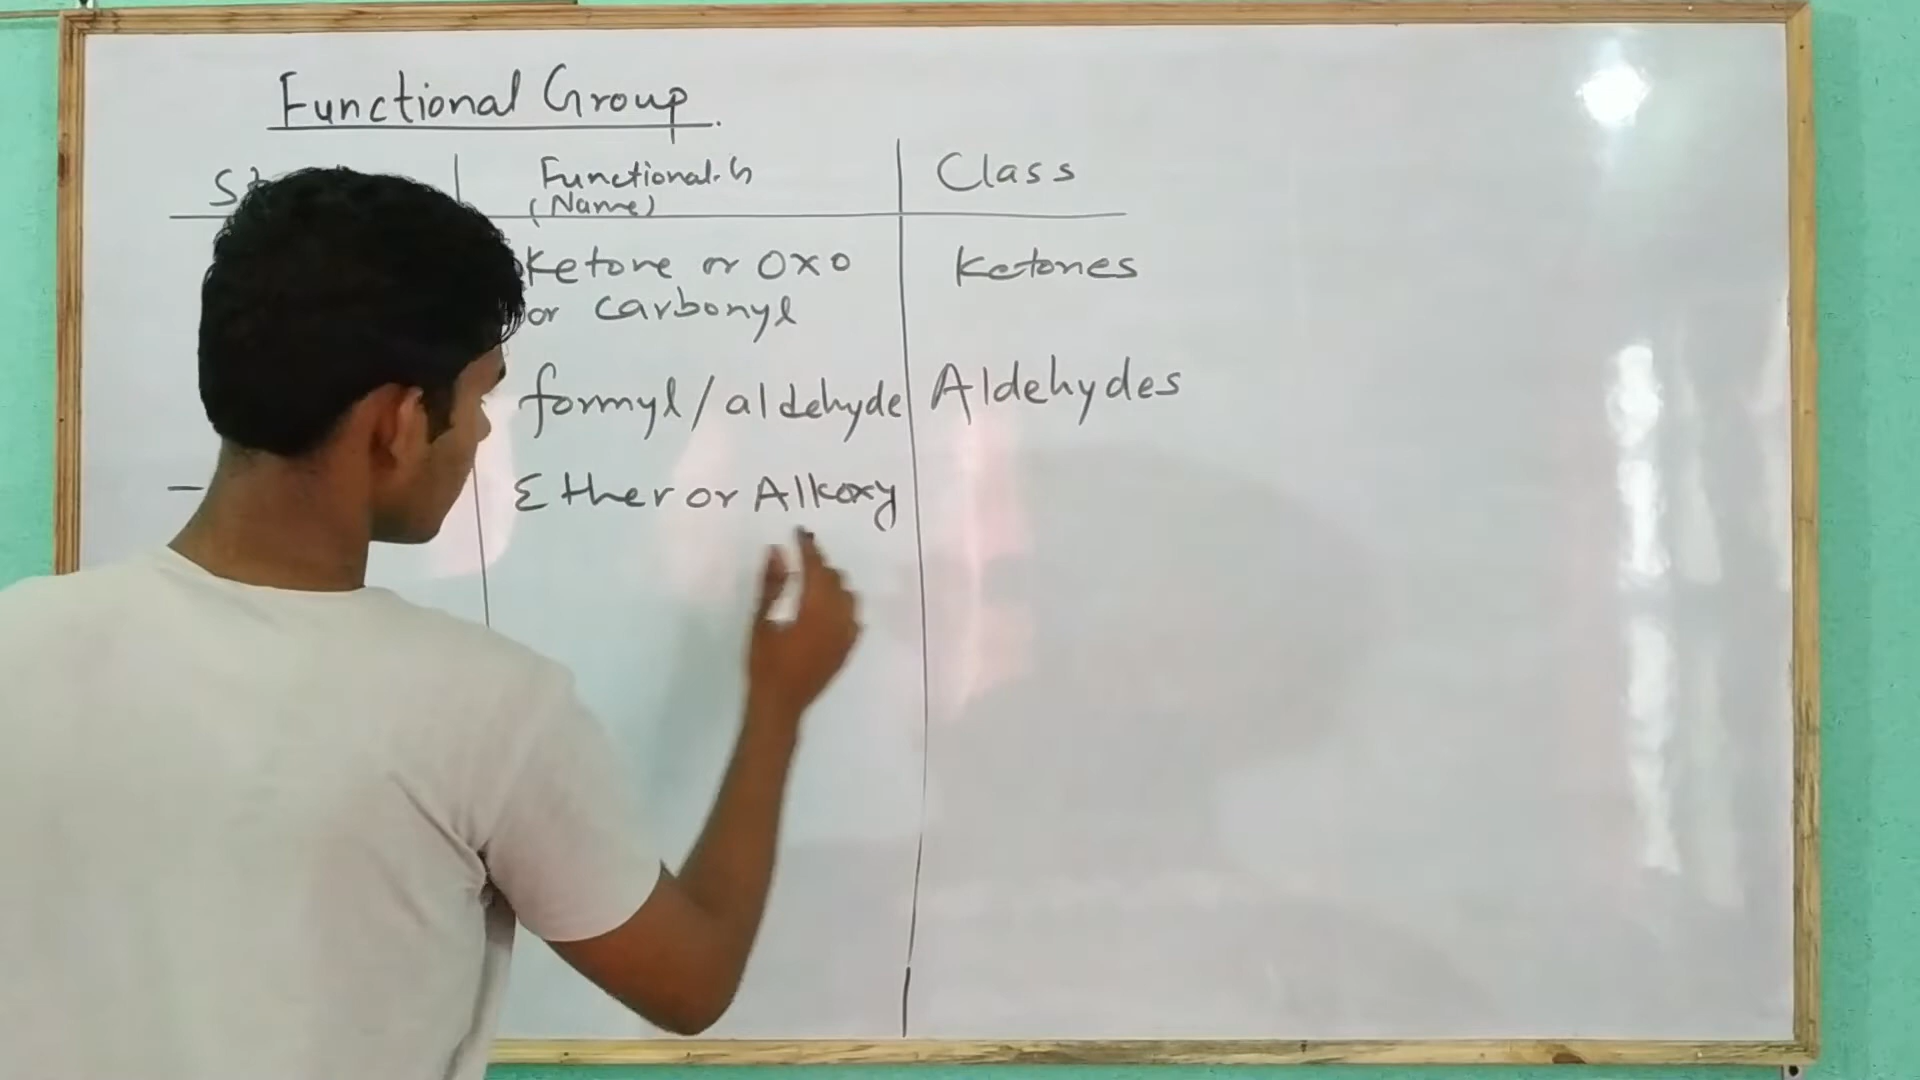 Functional Group.
Functional. G Class
(Name)
Ketone or oxo Ketones
or carbonyl
formyl/aldehyde Aldehydes
Ether or Alkoxy